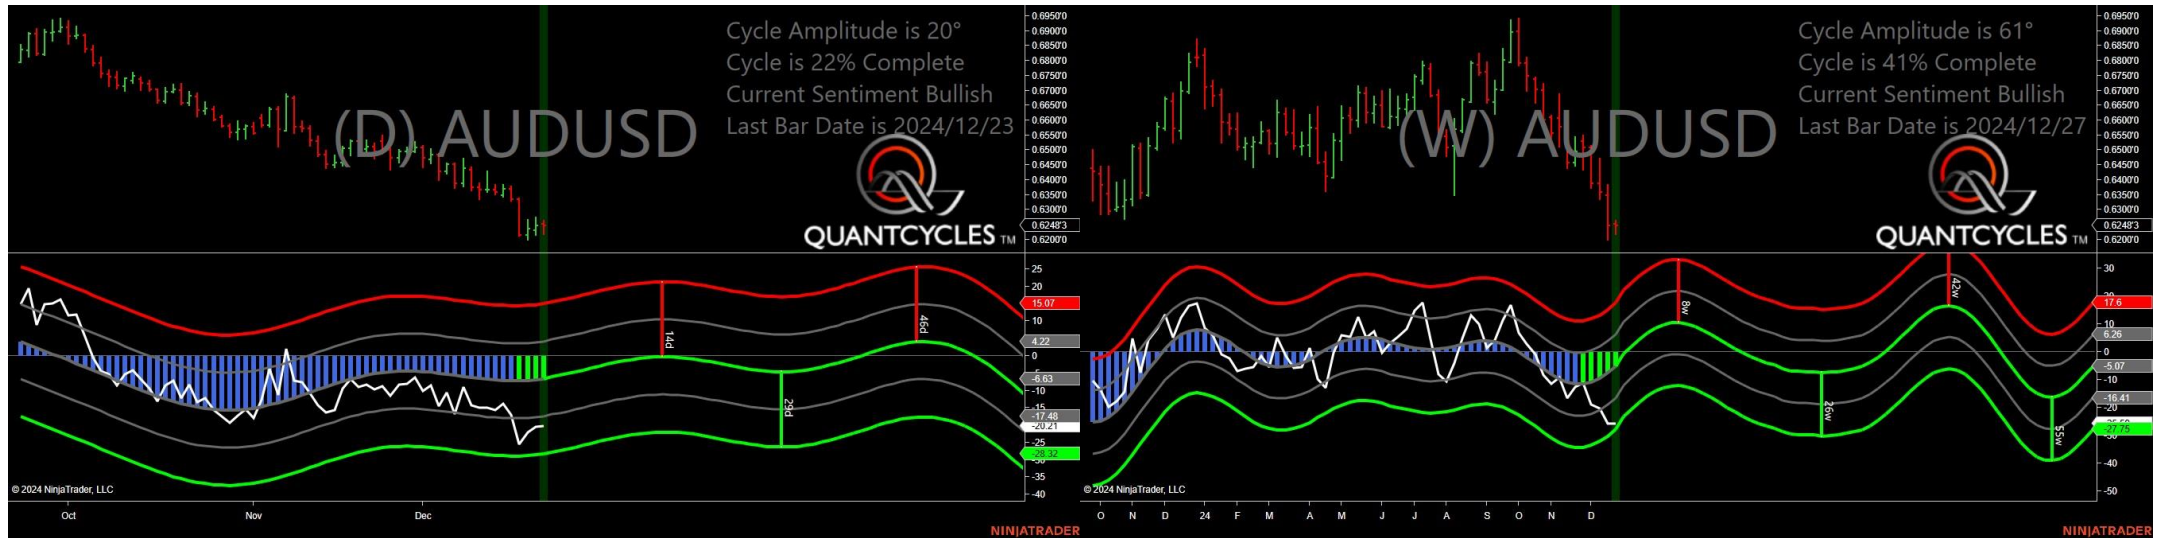 Cycle Amplitude is 20°
Cycle is 22% Complete
Current Sentiment Bullish
Last Bar Date is 2024/12/23
(D) AUDUSD
QUANTCYCLES TM
0.6950'0
0.6900'0
0.6850'0
0.6800'0
0.6750'0
0.6700'0
0.6650'0
0.6600'0
0.6550'0
0.6500'0
0.6450'0
0.6400'0
0.6350'0
0.6300'0
0.6248'3
0.6200'0
25
20
15.07
10
4.22
0
-5
-6.63
-10
-15
-17.48
-20.21
-25
-28.32
-30
-35
-40
14d
29d
46d
© 2024 NinjaTrader, LLC
Oct Nov Dec
NINJATRADER
Cycle Amplitude is 61°
Cycle is 41% Complete
Current Sentiment Bullish
Last Bar Date is 2024/12/27
(W) AUDUSD
QUANTCYCLES TM
0.6950'0
0.6900'0
0.6850'0
0.6800'0
0.6750'0
0.6700'0
0.6650'0
0.6600'0
0.6550'0
0.6500'0
0.6450'0
0.6400'0
0.6350'0
0.6300'0
0.6248'3
0.6200'0
30
20
17.6
10
6.26
0
-5.07
-10
-16.41
-20
-27.75
-30
-40
-50
8w
26w
42w
55w
© 2024 NinjaTrader, LLC
O N D 24 F M A M J J A S O N D
NINJATRADER